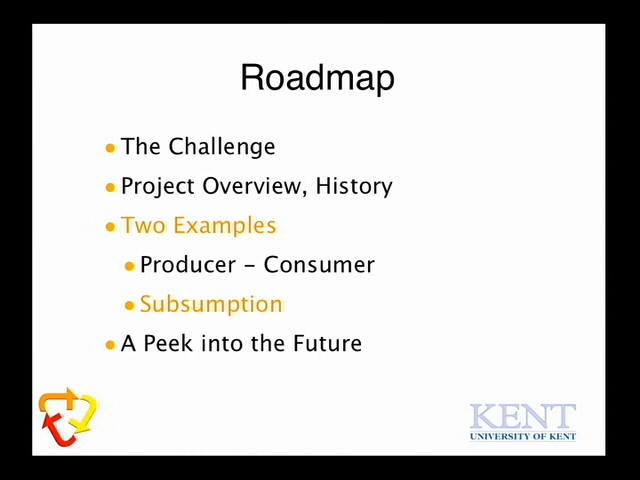 Roadmap
The Challenge
Project Overview, History
Two Examples
Producer - Consumer
Subsumption
A Peek into the Future
KENT
UNIVERSITY OF KENT